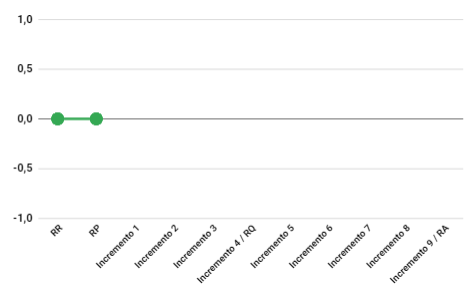 1,0
0,5
0,0
-0,5
-1,0
RR
RP
Incremento 1
Incremento 2
Incremento 3
Incremento 4 / RQ
Incremento 5
Incremento 6
Incremento 7
Incremento 8
Incremento 9 / RA